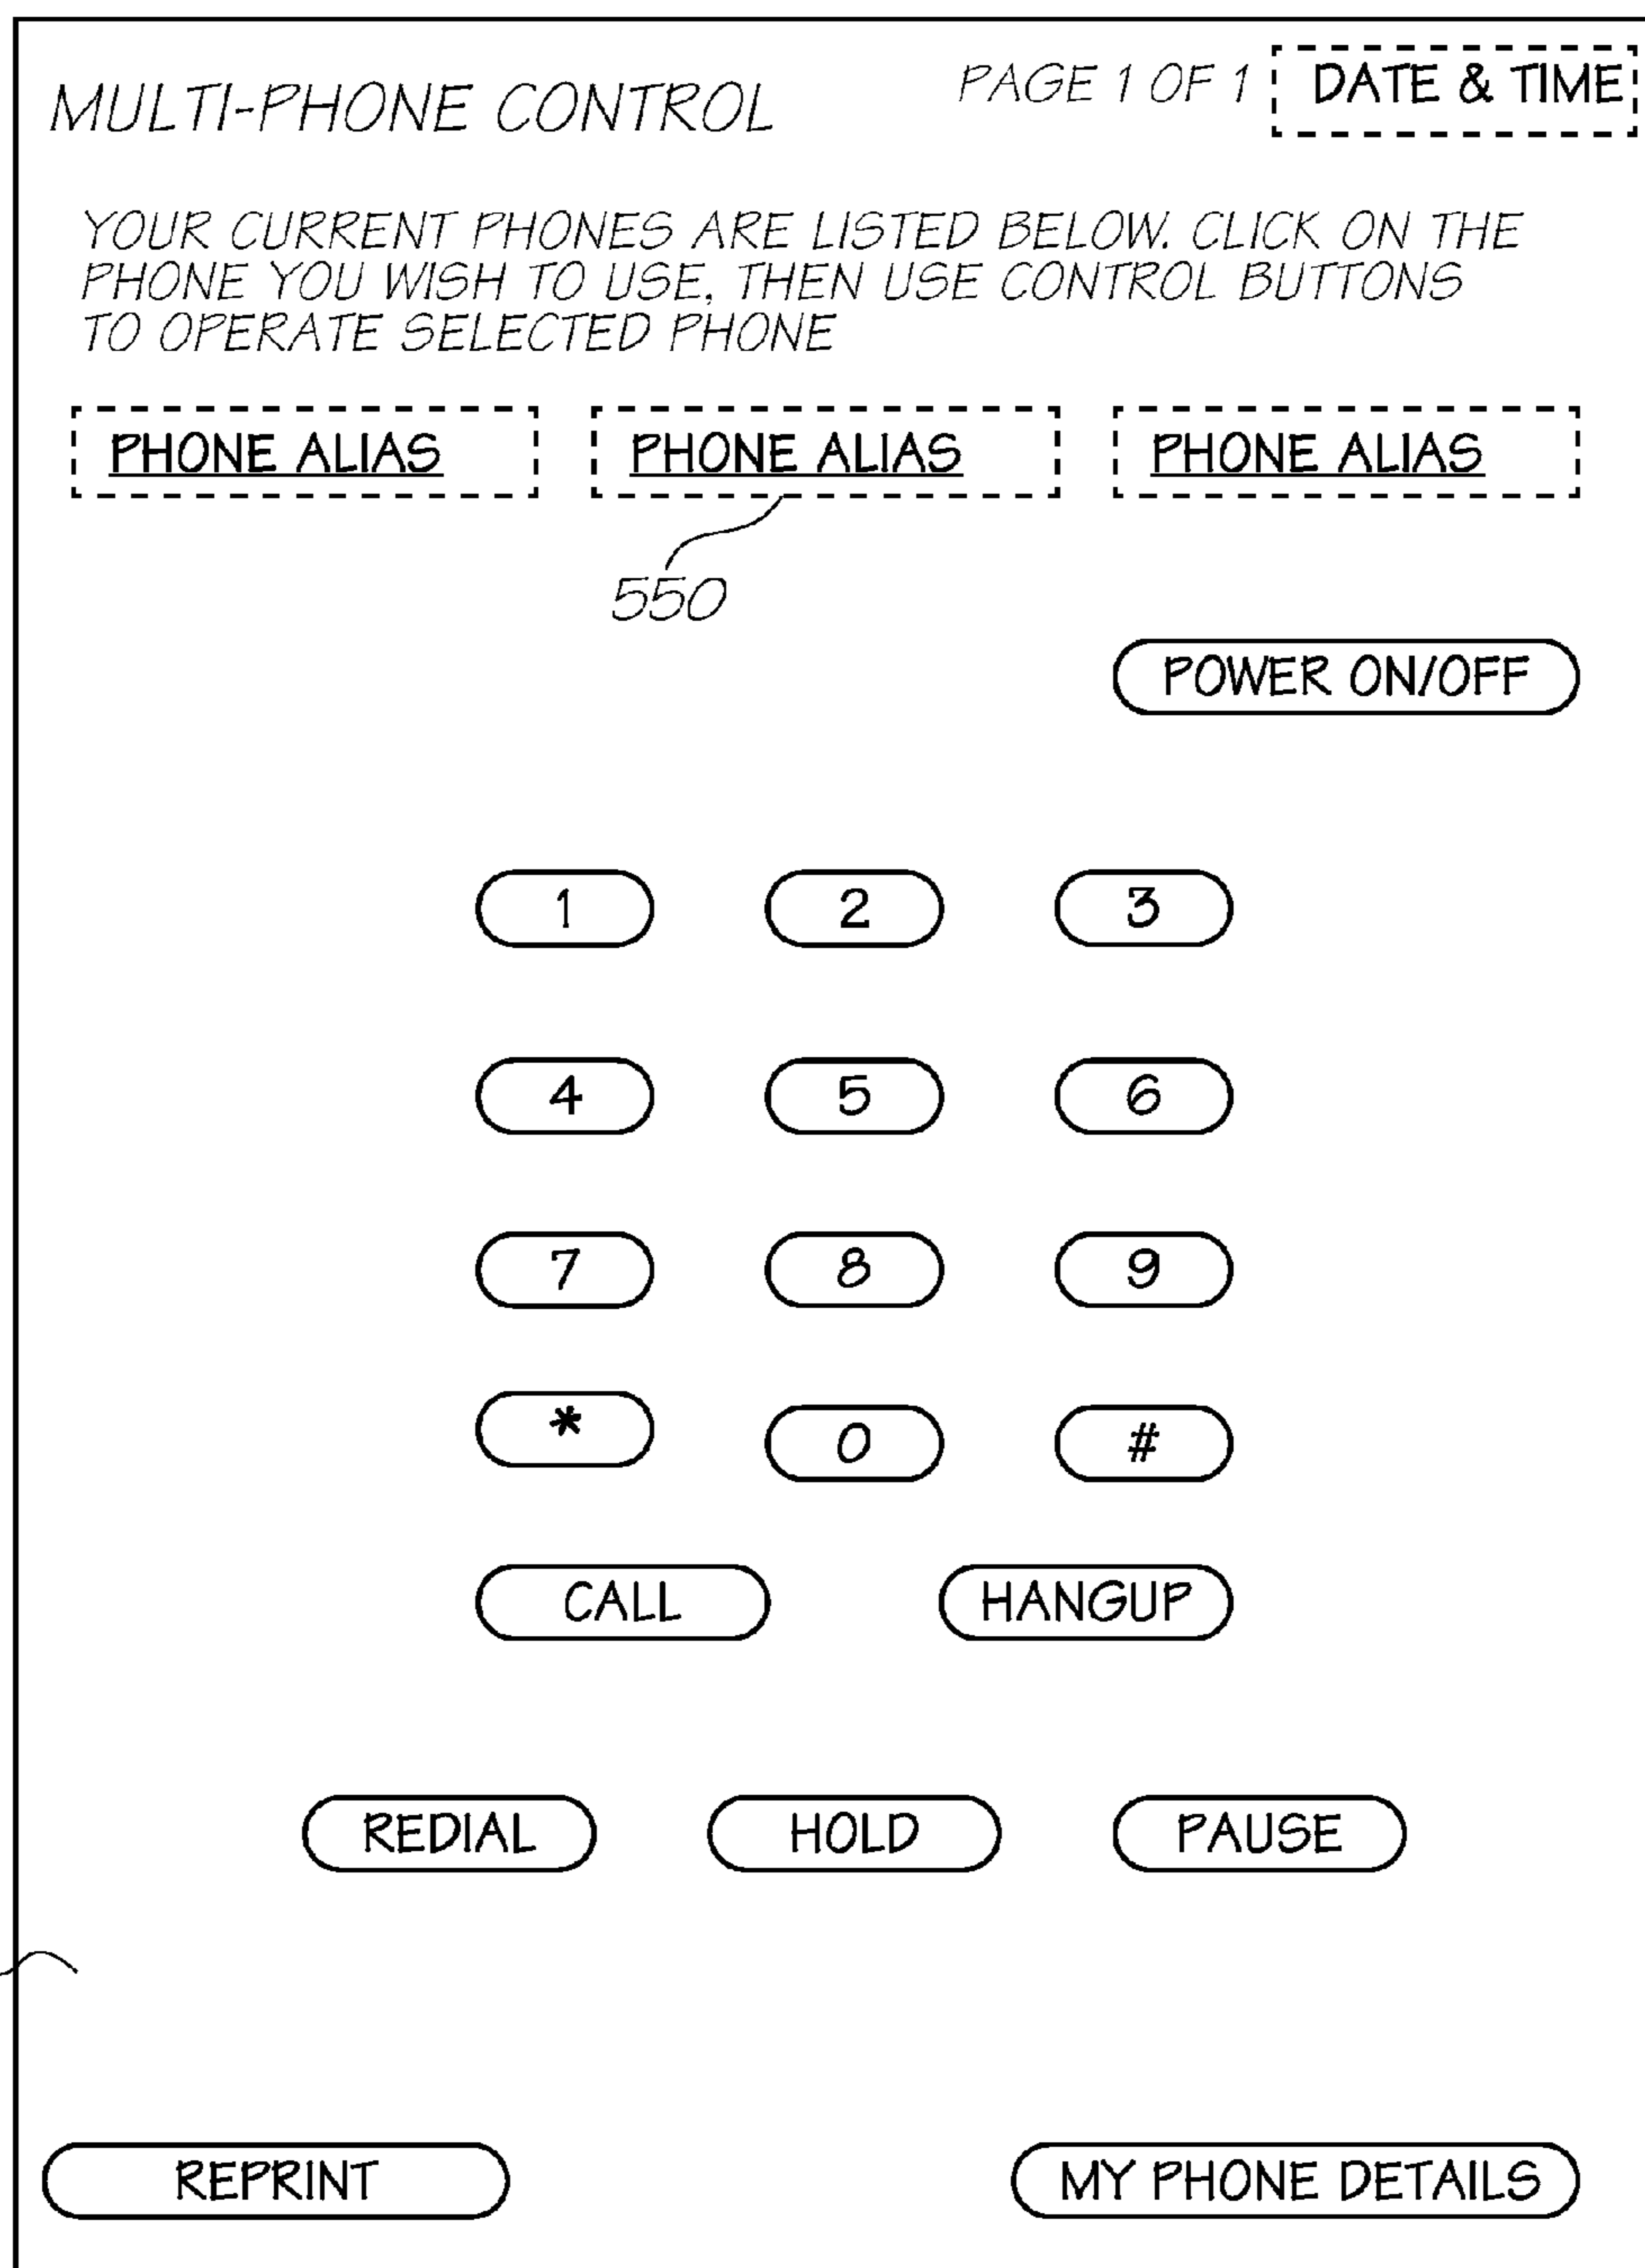 MULTI-PHONE CONTROL PAGE 1 OF 1 DATE & TIME
YOUR CURRENT PHONES ARE LISTED BELOW. CLICK ON THE
PHONE YOU WISH TO USE, THEN USE CONTROL BUTTONS
TO OPERATE SELECTED PHONE
PHONE ALIAS PHONE ALIAS PHONE ALIAS
550
POWER ON/OFF
1 2 3
4 5 6
7 8 9
* 0 #
CALL HANGUP
REDIAL HOLD PAUSE
REPRINT MY PHONE DETAILS